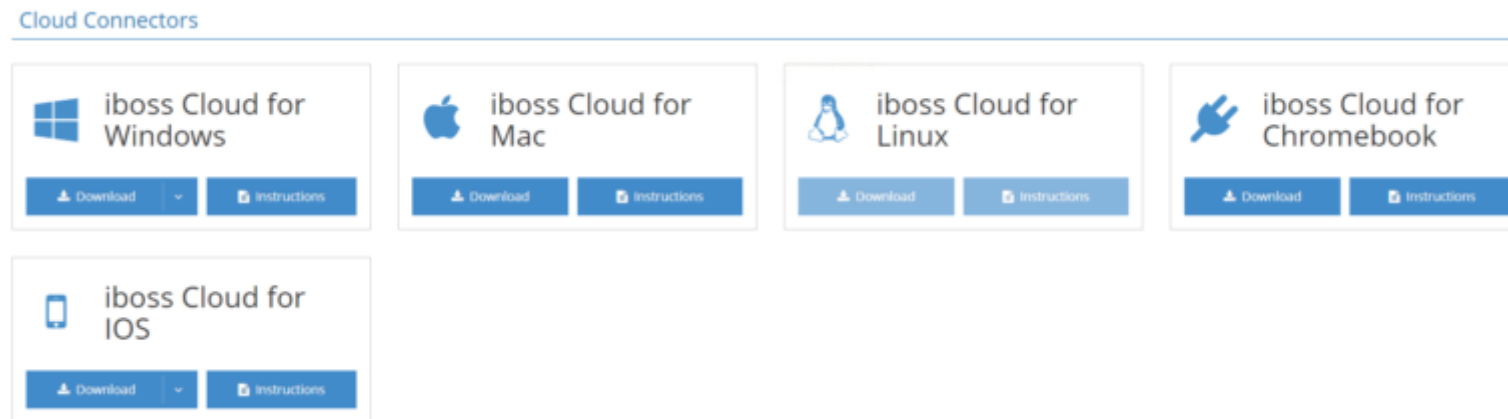 Cloud Connectors
iboss Cloud for
Windows
Download
Instructions
iboss Cloud for
Mac
Download
Instructions
iboss Cloud for
Linux
Download
Instructions
iboss Cloud for
Chromebook
Download
Instructions
iboss Cloud for
IOS
Download
Instructions